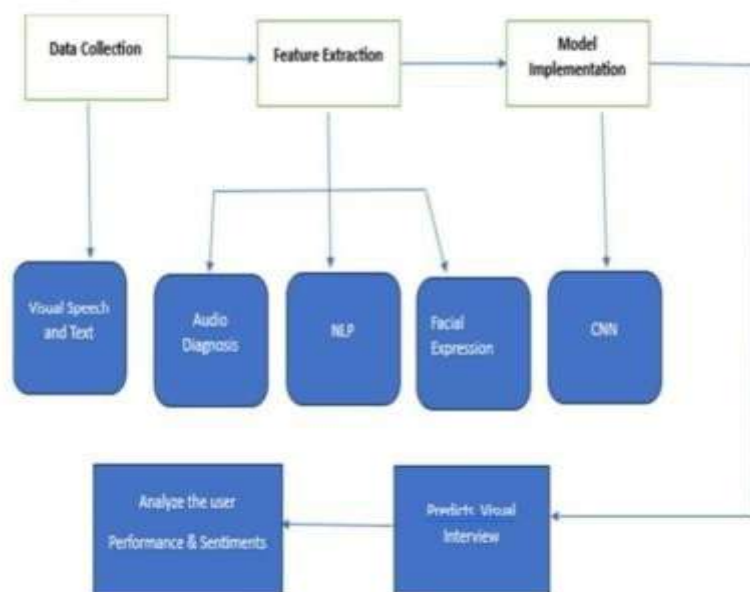 Data Collection
Feature Extraction
Model
Implementation
Visual Speech
and Text
Audio
Diagnosis
NLP
Facial
Expression
CNN
Analyze the user
Performance & Sentiments
Predicts Visual
Interview